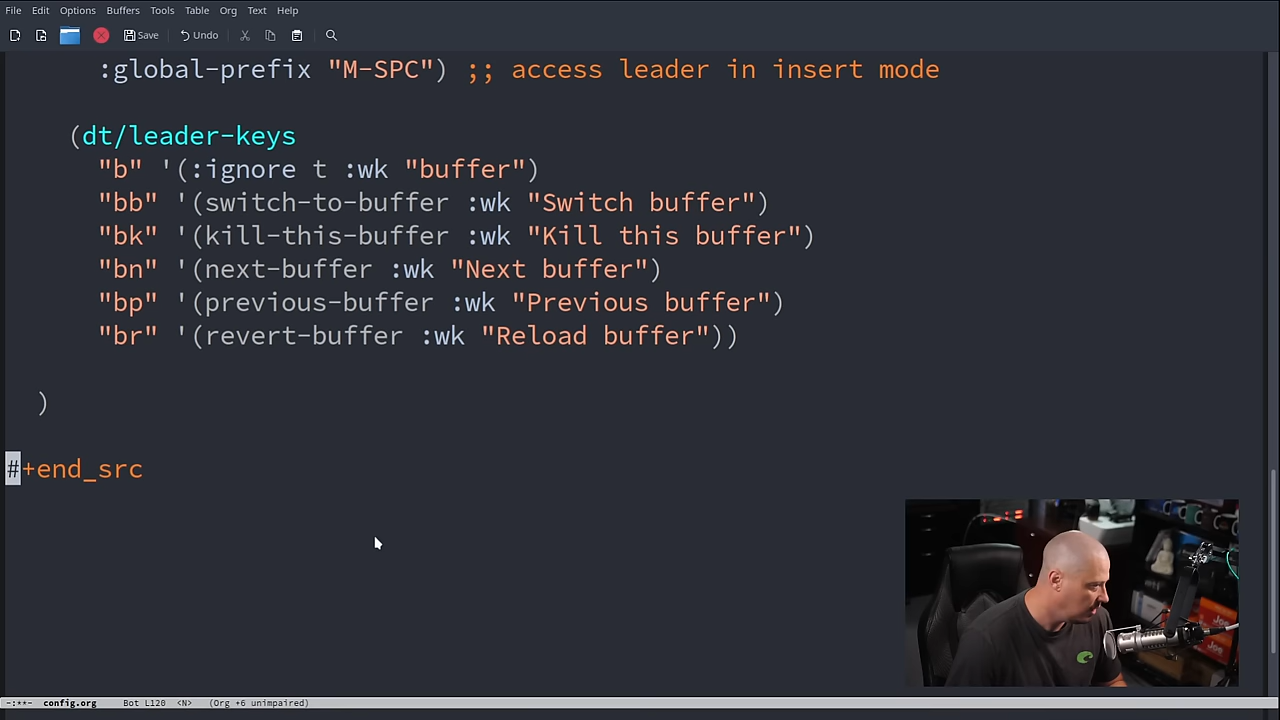 File Edit Options Buffers Tools Table Org Text Help
Save Undo
:global-prefix "M-SPC") ;; access leader in insert mode
(dt/leader-keys
"b" '(:ignore t :wk "buffer")
"bb" '(switch-to-buffer :wk "Switch buffer")
"bk" '(kill-this-buffer :wk "Kill this buffer")
"bn" '(next-buffer :wk "Next buffer")
"bp" '(previous-buffer :wk "Previous buffer")
"br" '(revert-buffer :wk "Reload buffer"))
)
#+end_src
-:**- config.org Bot L120 <N> (Org +6 unimpaired)